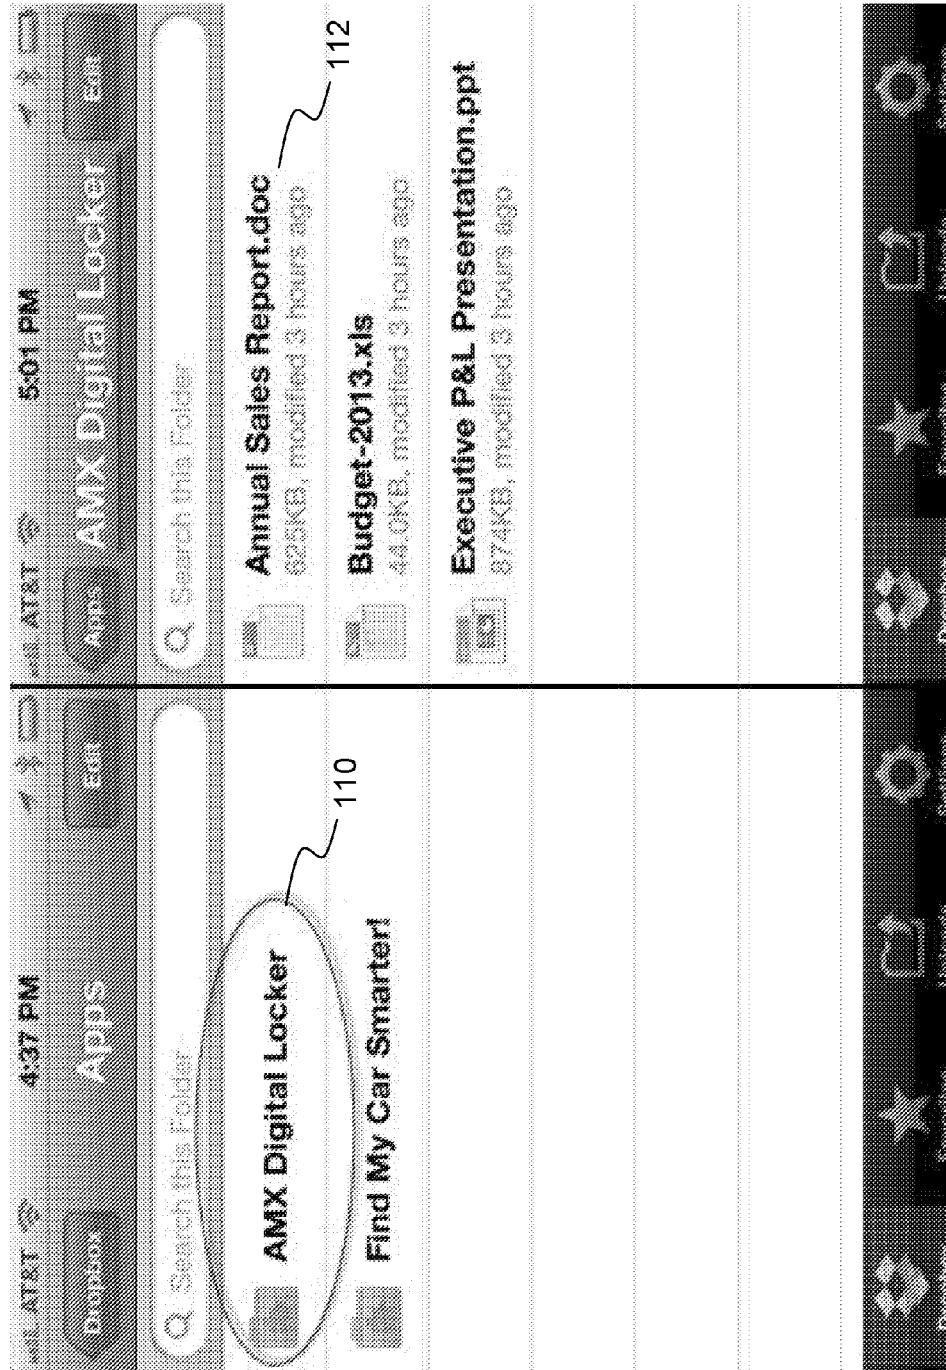 AT&T
4:37 PM
Dropbox
Apps
Edit
Search this Folder
AMX Digital Locker
Find My Car Smarter!
110
AT&T
5:01 PM
Apps
AMX Digital Locker
Edit
Search this Folder
Annual Sales Report.doc
625KB, modified 3 hours ago
112
Budget-2013.xls
44.0KB, modified 3 hours ago
Executive P&L Presentation.ppt
874KB, modified 3 hours ago